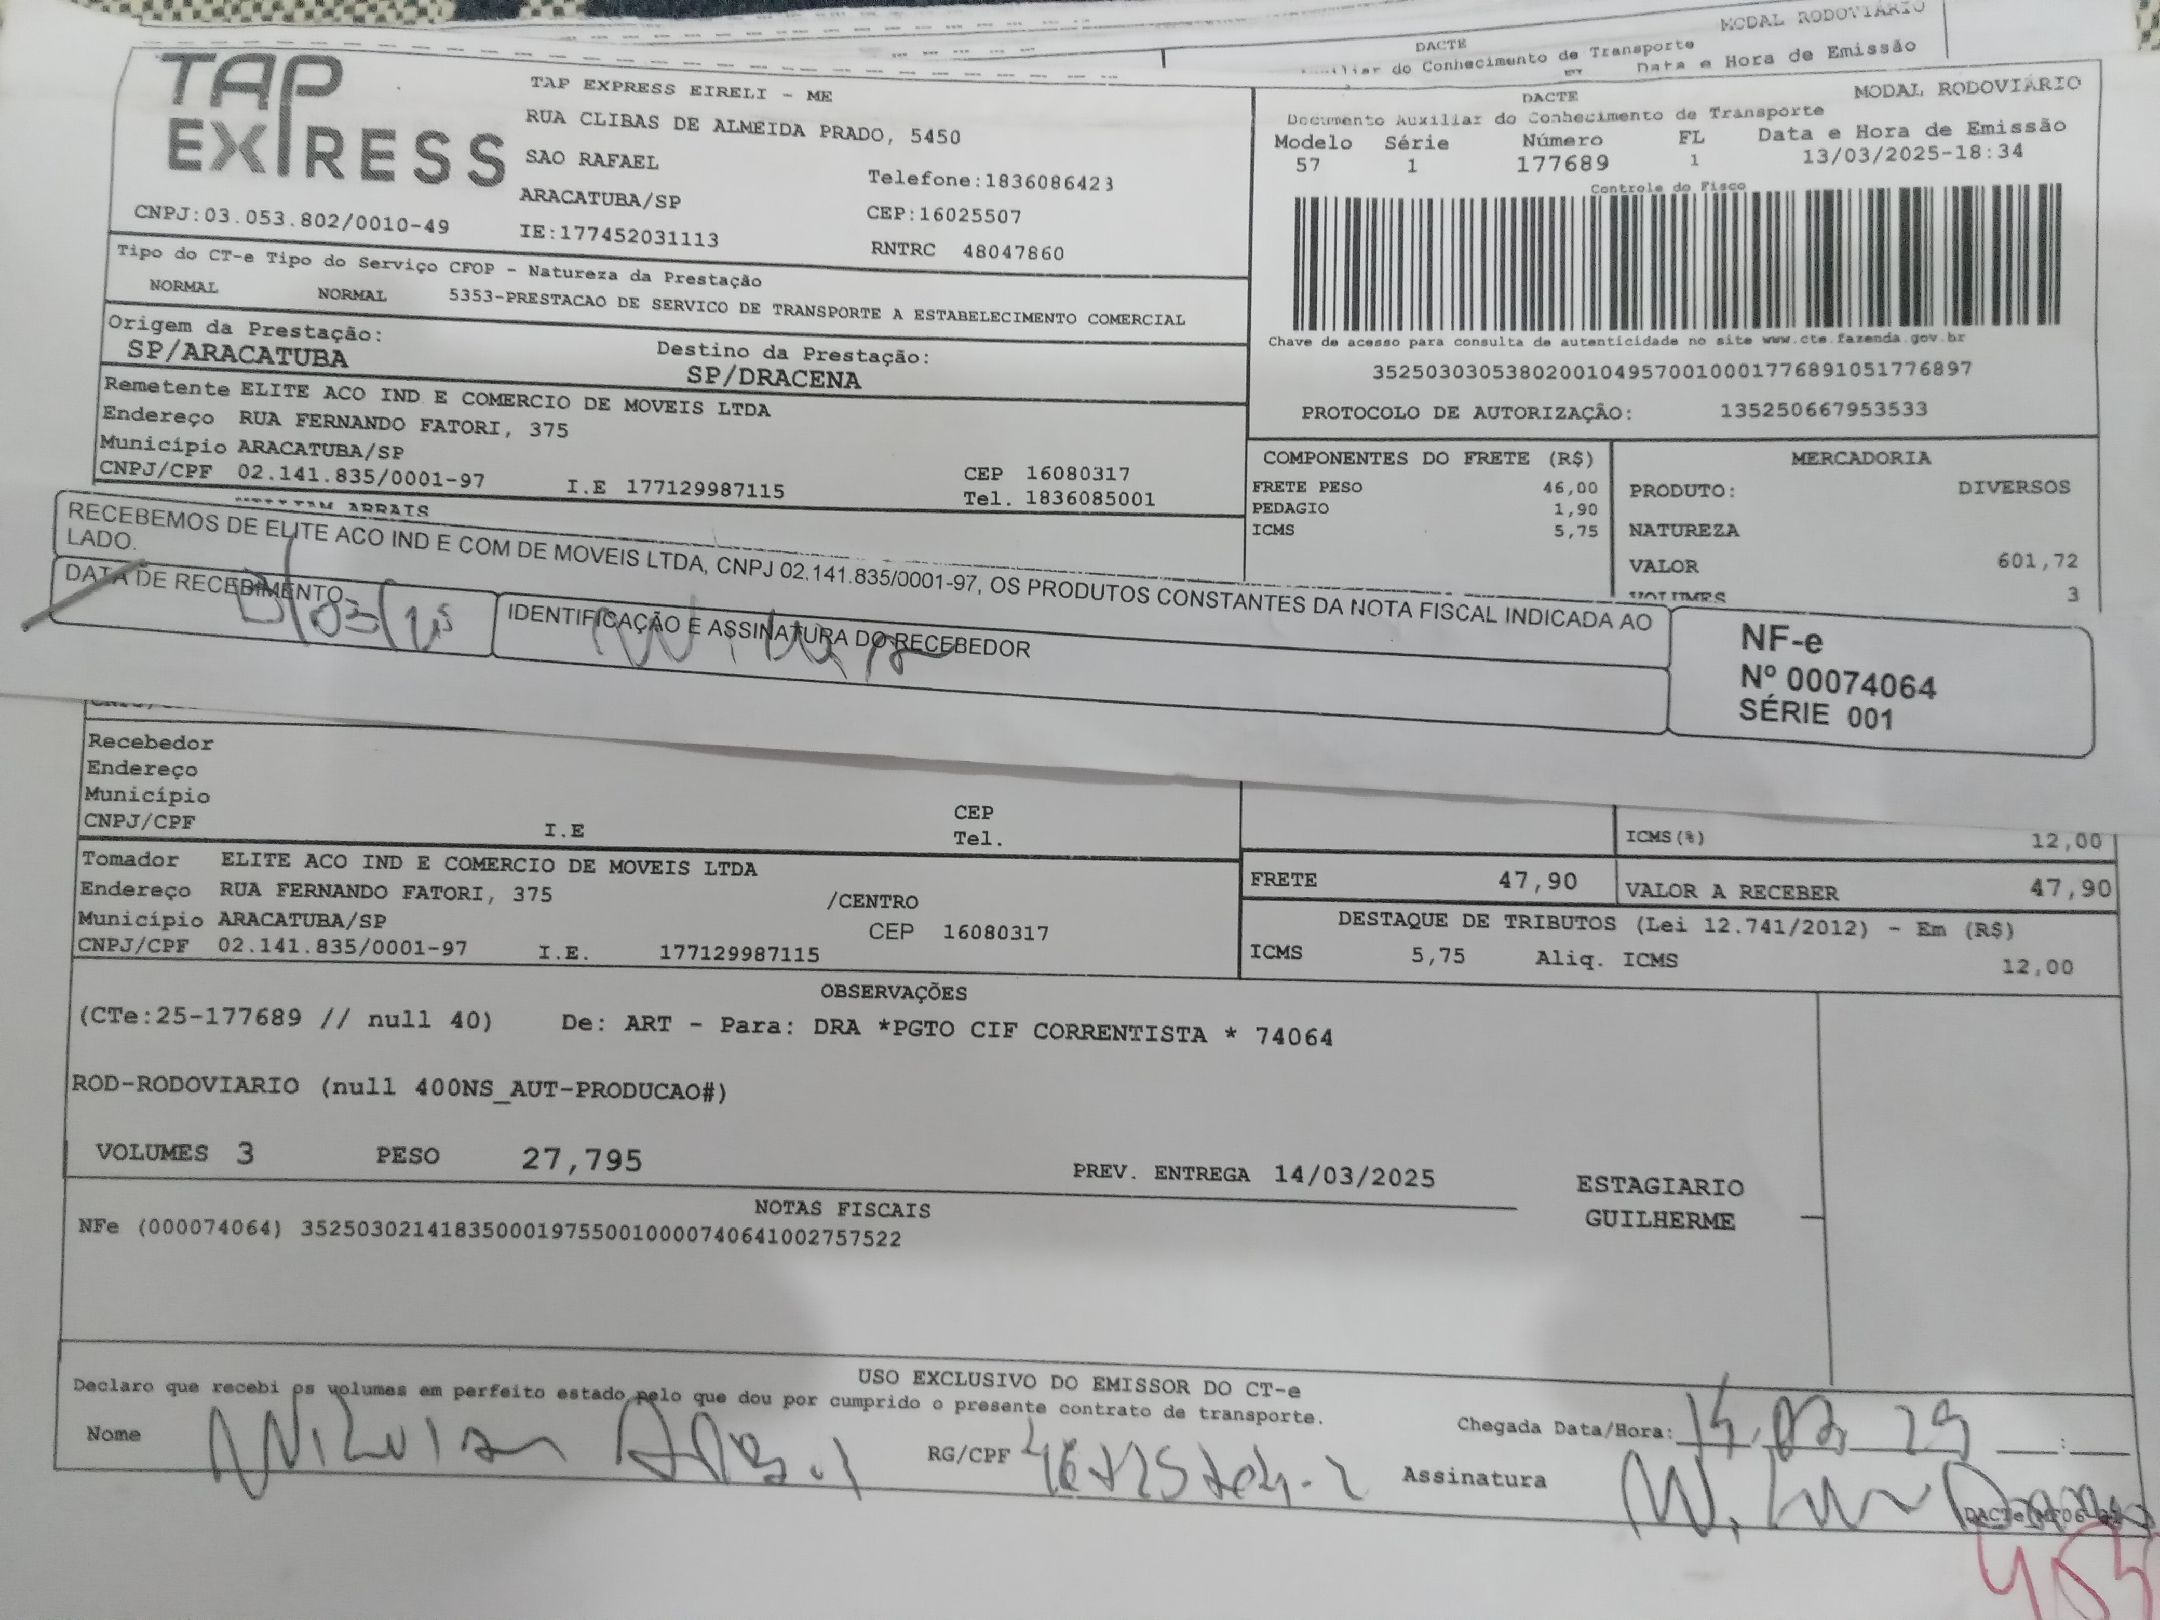 MODAL RODOVIÁRIO
DACTE
do Conhecimento de Transporte
Data e Hora de Emissão
TAP EXPRESS
TAP EXPRESS EIRELI - ME
RUA CLIBAS DE ALMEIDA PRADO, 5450
SAO RAFAEL
Telefone:1836086423
ARACATUBA/SP
CEP:16025507
CNPJ:03.053.802/0010-49
IE:177452031113
RNTRC 48047860
DACTE
MODAL RODOVIÁRIO
Documento Auxiliar do Conhecimento de Transporte
Modelo Série Número FL Data e Hora de Emissão
57 1 177689 1 13/03/2025-18:34
Controle do Fisco
Chave de acesso para consulta de autenticidade no site www.cte.fazenda.gov.br
35250303053802001049570010001776891051776897
PROTOCOLO DE AUTORIZAÇÃO: 135250667953533
Tipo do CT-e Tipo do Serviço CFOP - Natureza da Prestação
NORMAL NORMAL 5353-PRESTACAO DE SERVICO DE TRANSPORTE A ESTABELECIMENTO COMERCIAL
Origem da Prestação: Destino da Prestação:
SP/ARACATUBA SP/DRACENA
Remetente ELITE ACO IND E COMERCIO DE MOVEIS LTDA
Endereço RUA FERNANDO FATORI, 375
Município ARACATUBA/SP
CEP 16080317
CNPJ/CPF 02.141.835/0001-97 I.E 177129987115 Tel. 1836085001
COMPONENTES DO FRETE (R$)
FRETE PESO 46,00
PEDAGIO 1,90
ICMS 5,75
MERCADORIA
PRODUTO: DIVERSOS
NATUREZA
VALOR 601,72
VOLUMES 3
ARRAIS
RECEBEMOS DE ELITE ACO IND E COM DE MOVEIS LTDA, CNPJ 02.141.835/0001-97, OS PRODUTOS CONSTANTES DA NOTA FISCAL INDICADA AO
LADO.
DATA DE RECEBIMENTO
IDENTIFICAÇÃO E ASSINATURA DO RECEBEDOR
NF-e
Nº 00074064
SÉRIE 001
Recebedor
Endereço
Município
CEP
CNPJ/CPF I.E Tel.
ICMS(%) 12,00
Tomador ELITE ACO IND E COMERCIO DE MOVEIS LTDA
Endereço RUA FERNANDO FATORI, 375 /CENTRO
Município ARACATUBA/SP CEP 16080317
CNPJ/CPF 02.141.835/0001-97 I.E. 177129987115
FRETE 47,90 VALOR A RECEBER 47,90
DESTAQUE DE TRIBUTOS (Lei 12.741/2012) - Em (R$)
ICMS 5,75 Aliq. ICMS 12,00
OBSERVAÇÕES
(CTe:25-177689 // null 40) De: ART - Para: DRA *PGTO CIF CORRENTISTA * 74064
ROD-RODOVIARIO (null 400NS_AUT-PRODUCAO#)
VOLUMES 3 PESO 27,795 PREV. ENTREGA 14/03/2025
ESTAGIARIO
GUILHERME
NOTAS FISCAIS
NFe (000074064) 35250302141835000197550010000740641002757522
USO EXCLUSIVO DO EMISSOR DO CT-e
Declaro que recebi os volumes em perfeito estado pelo que dou por cumprido o presente contrato de transporte.
Nome
RG/CPF
Chegada Data/Hora:
Assinatura